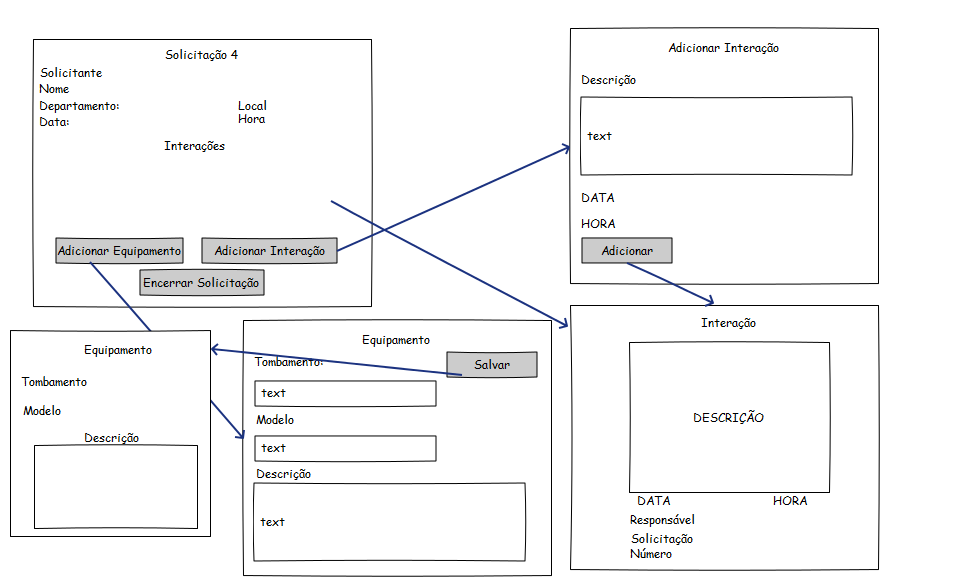 Solicitação 4
Solicitante
Nome
Departamento: Local
Data: Hora
Interações
Adicionar Equipamento Adicionar Interação
Encerrar Solicitação
Adicionar Interação
Descrição
text
DATA
HORA
Adicionar
Equipamento
Tombamento
Modelo
Descrição
Equipamento
Tombamento:
Salvar
text
Modelo
text
Descrição
text
Interação
DESCRIÇÃO
DATA HORA
Responsável
Solicitação
Número